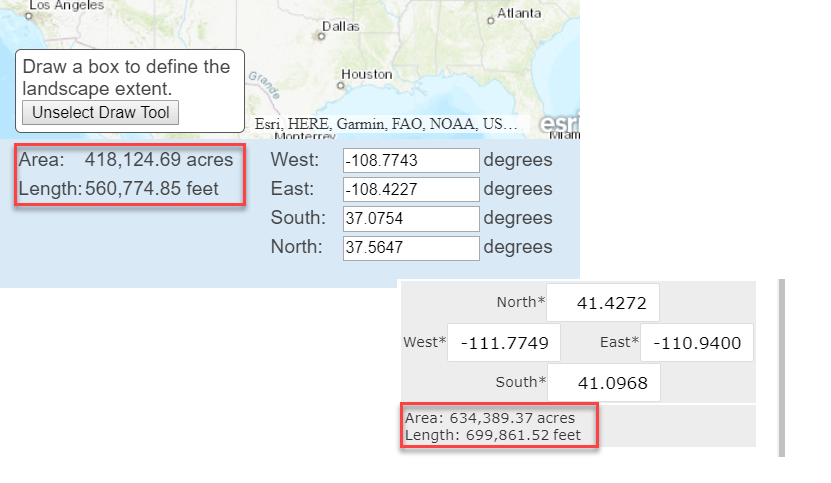 Los Angeles
Atlanta
Dallas
Draw a box to define the
landscape extent.
Unselect Draw Tool
Grande
Houston
Esri, HERE, Garmin, FAO, NOAA, US...
esri
Monterrey
Miam
Area: 418,124.69 acres
Length: 560,774.85 feet
West: -108.7743 degrees
East: -108.4227 degrees
South: 37.0754 degrees
North: 37.5647 degrees
North* 41.4272
West* -111.7749 East* -110.9400
South* 41.0968
Area: 634,389.37 acres
Length: 699,861.52 feet